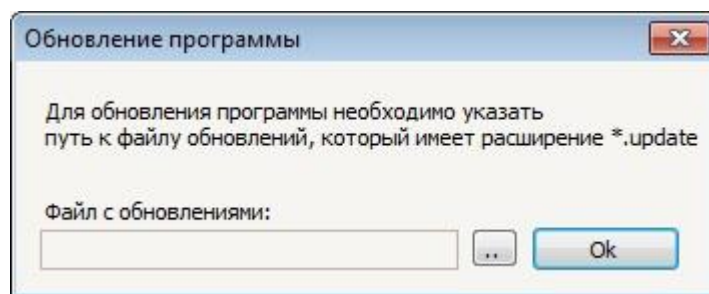 Обновление программы
Для обновления программы необходимо указать
путь к файлу обновлений, который имеет расширение *.update
Файл с обновлениями:
..
Ok